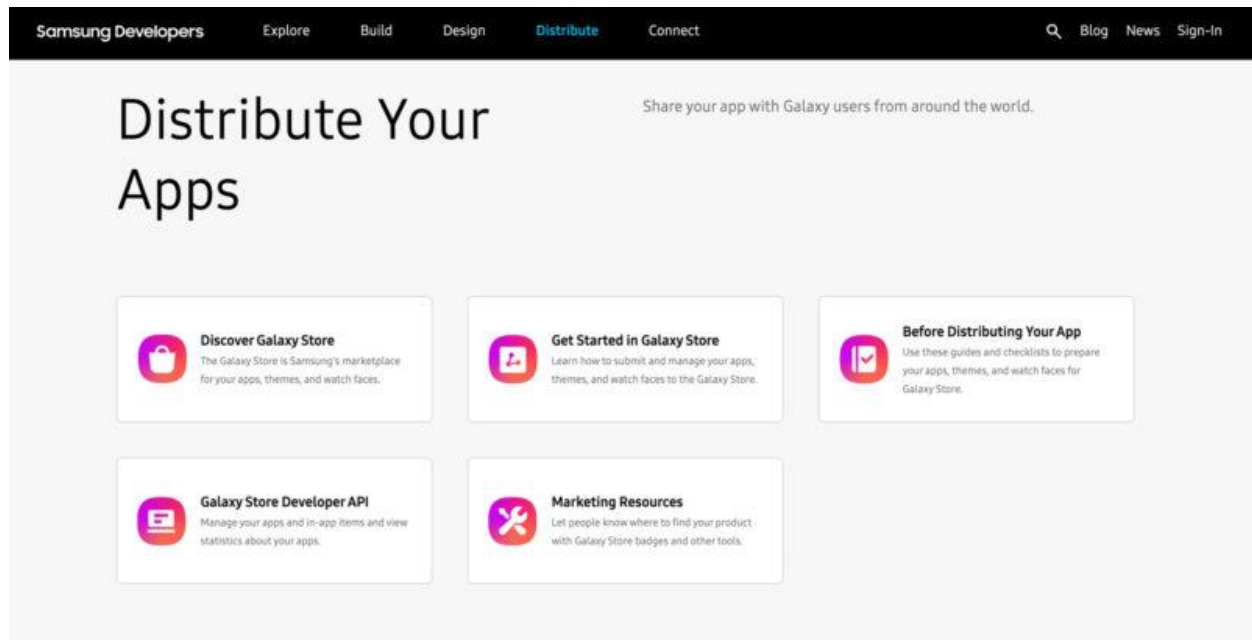 Samsung Developers Explore Build Design Distribute Connect Blog News Sign-In
Distribute Your
Apps
Share your app with Galaxy users from around the world.
Discover Galaxy Store
The Galaxy Store is Samsung's marketplace
for your apps, themes, and watch faces.
Get Started in Galaxy Store
Learn how to submit and manage your apps,
themes, and watch faces to the Galaxy Store.
Before Distributing Your App
Use these guides and checklists to prepare
your apps, themes, and watch faces for
Galaxy Store.
Galaxy Store Developer API
Manage your apps and in-app items and view
statistics about your apps.
Marketing Resources
Let people know where to find your product
with Galaxy Store badges and other tools.